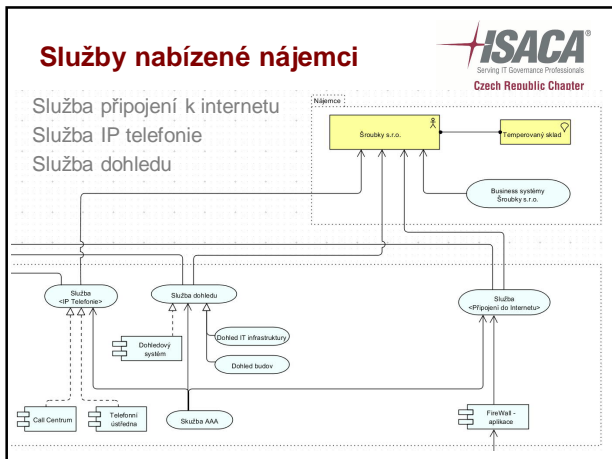 Služby nabízené nájemci
ISACA®
Serving IT Governance Professionals
Czech Republic Chapter
Služba připojení k internetu
Služba IP telefonie
Služba dohledu
Nájemce
Šroubky s.r.o.
Temperovaný sklad
Business systémy
Šroubky s.r.o.
Služba
<IP Telefonie>
Služba dohledu
Služba
<Připojení do Internetu>
Dohledový
systém
Dohled IT infrastruktury
Dohled budov
Call Centrum
Telefonní
ústředna
Skužba AAA
FireWall -
aplikace